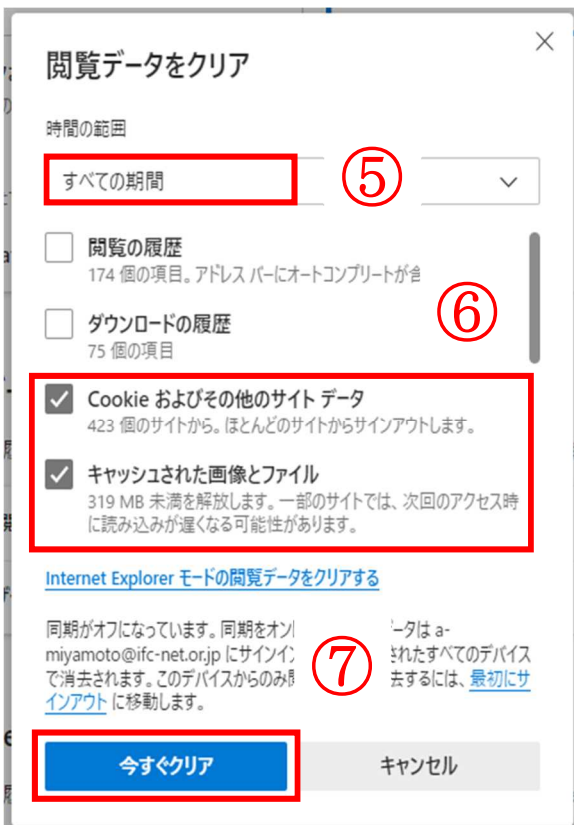 閲覧データをクリア
時間の範囲
すべての期間
⑤
閲覧の履歴
174 個の項目。アドレス バーにオートコンプリートが含
⑥
ダウンロードの履歴
75 個の項目
Cookie およびその他のサイト データ
423 個のサイトから。ほとんどのサイトからサインアウトします。
キャッシュされた画像とファイル
319 MB 未満を解放します。一部のサイトでは、次回のアクセス時
に読み込みが遅くなる可能性があります。
Internet Explorer モードの閲覧データをクリアする
同期がオフになっています。同期をオン ータは a-
miyamoto@ifc-net.or.jp にサインイン されたすべてのデバイス
⑦
で消去されます。このデバイスからのみ 去するには、最初にサ
インアウト に移動します。
今すぐクリア
キャンセル